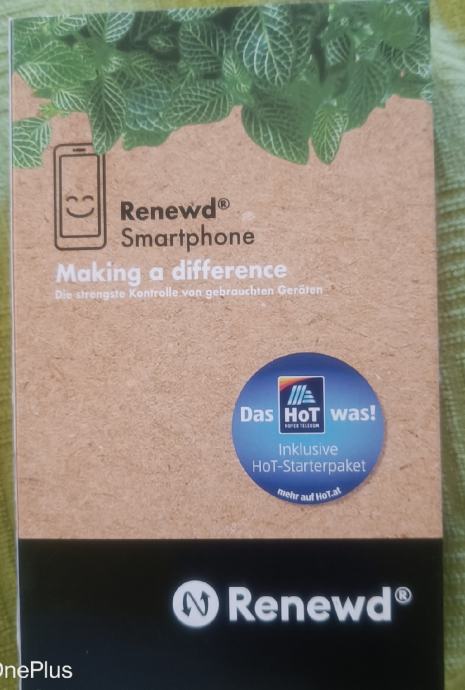 Renewd®
Smartphone
Making a difference
Die strengste Kontrolle von gebrauchten Geräten
Das HoT was!
HOFER TELEKOM
Inklusive
HoT-Starterpaket
mehr auf HoT.at
Renewd®
OnePlus